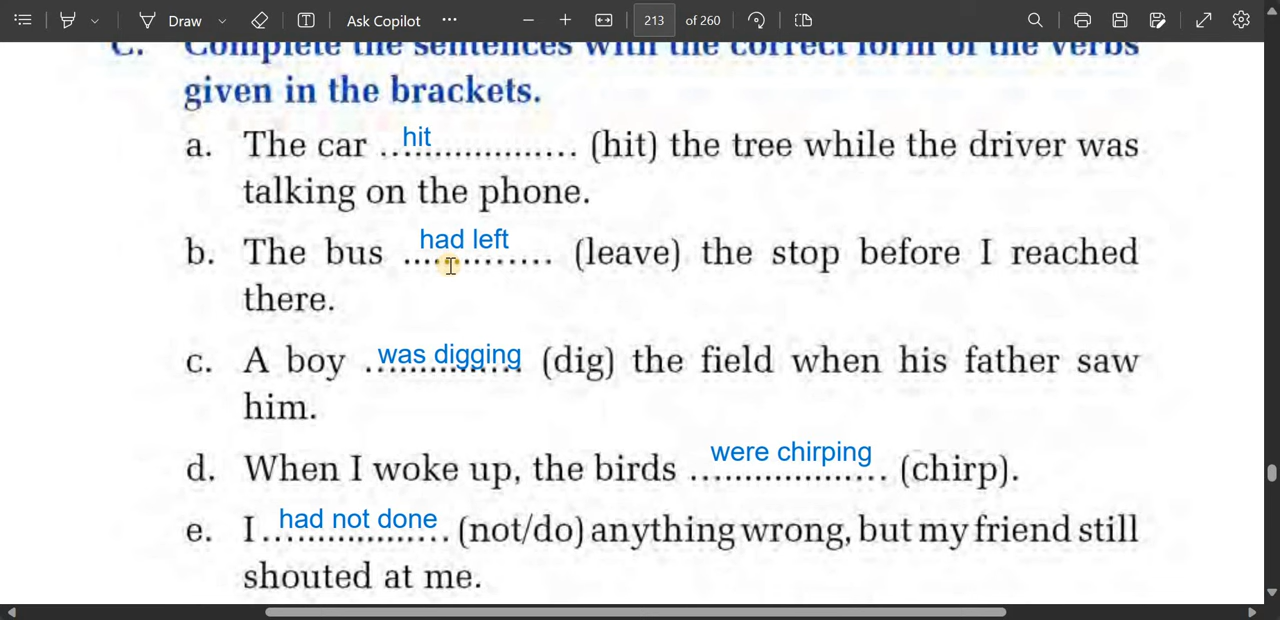 Draw Ask Copilot 213 of 260
C. Complete the sentences with the correct form of the verbs
given in the brackets.
a. The car hit ..................... (hit) the tree while the driver was
talking on the phone.
b. The bus had left ............... (leave) the stop before I reached
there.
c. A boy was digging ................ (dig) the field when his father saw
him.
d. When I woke up, the birds were chirping ................... (chirp).
e. I had not done .................. (not/do) anything wrong, but my friend still
shouted at me.